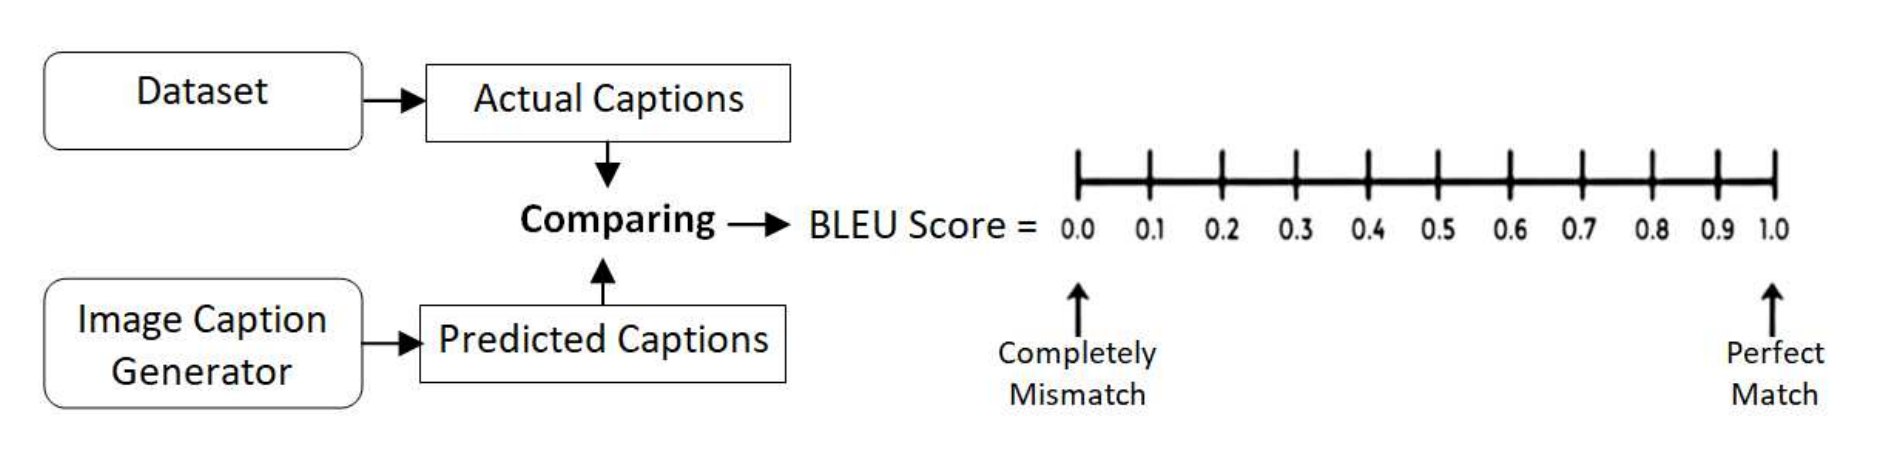 Dataset
Actual Captions
Comparing
BLEU Score =
0.0 0.1 0.2 0.3 0.4 0.5 0.6 0.7 0.8 0.9 1.0
Image Caption
Generator
Predicted Captions
Completely
Mismatch
Perfect
Match